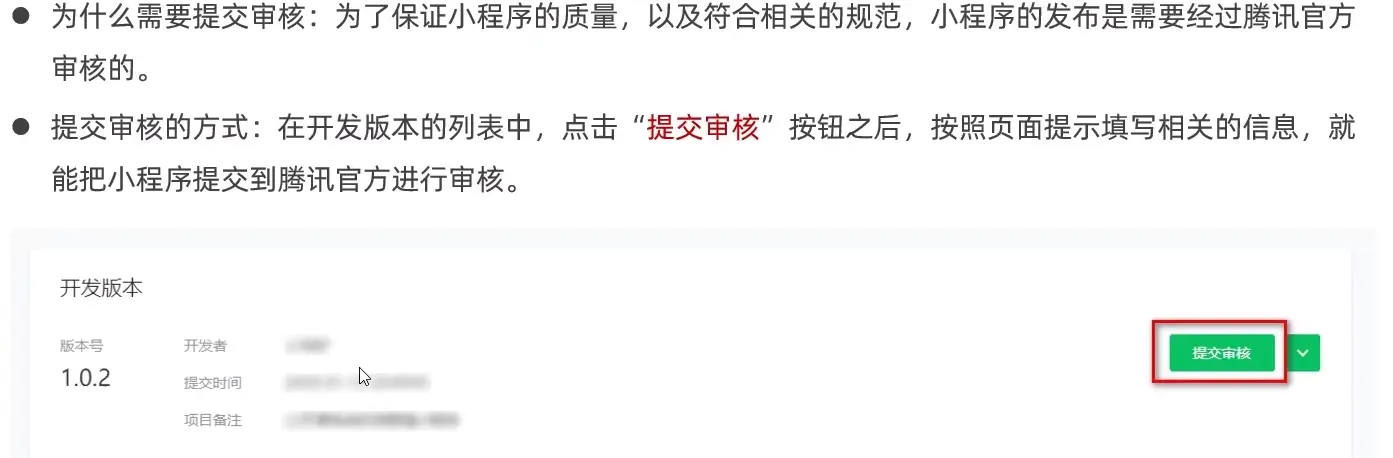 ● 为什么需要提交审核：为了保证小程序的质量，以及符合相关的规范，小程序的发布是需要经过腾讯官方
审核的。
● 提交审核的方式：在开发版本的列表中，点击“提交审核”按钮之后，按照页面提示填写相关的信息，就
能把小程序提交到腾讯官方进行审核。
开发版本
版本号 开发者 提交审核
1.0.2 提交时间
项目备注